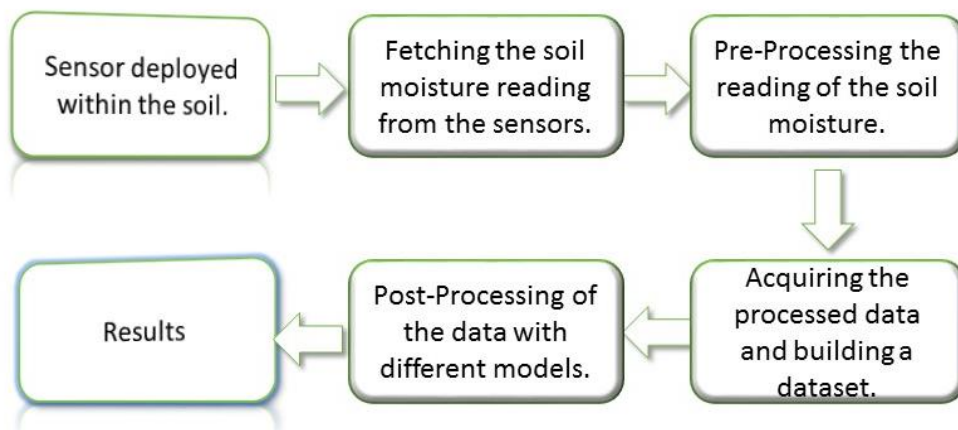 Sensor deployed
within the soil.
Fetching the soil
moisture reading
from the sensors.
Pre-Processing the
reading of the soil
moisture.
Acquiring the
processed data
and building a
dataset.
Post-Processing of
the data with
different models.
Results